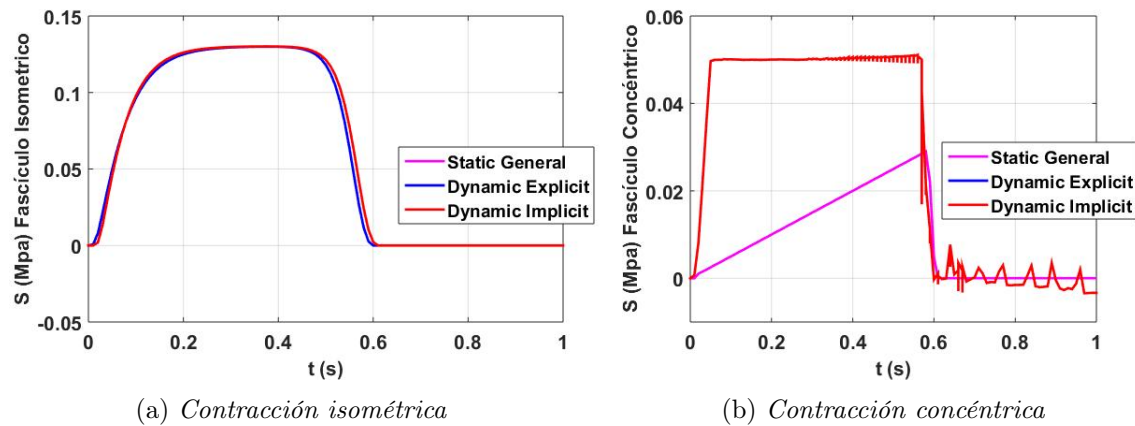 S (Mpa) Fascículo Isometrico
0.15
0.1
0.05
0
-0.05
0
0.2
0.4
0.6
0.8
1
t (s)
Static General
Dynamic Explicit
Dynamic Implicit
(a) Contracción isométrica
S (Mpa) Fascículo Concéntrico
0.06
0.04
0.02
0
0
0.2
0.4
0.6
0.8
1
t (s)
Static General
Dynamic Explicit
Dynamic Implicit
(b) Contracción concéntrica